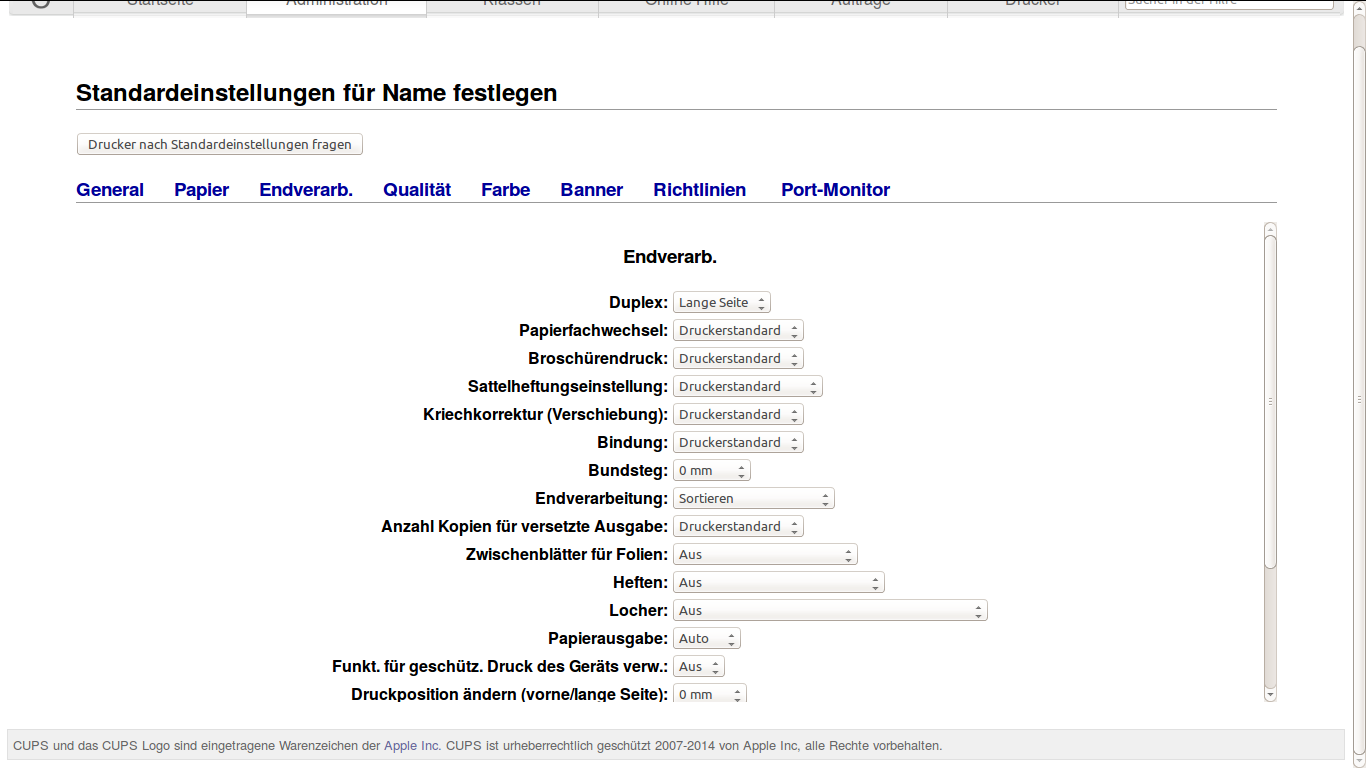 Startseite Administration Klassen Online Hilfe Aufträge Drucker Suchen in der Hilfe
Standardeinstellungen für Name festlegen
Drucker nach Standardeinstellungen fragen
General Papier Endverarb. Qualität Farbe Banner Richtlinien Port-Monitor
Endverarb.
Duplex: Lange Seite
Papierfachwechsel: Druckerstandard
Broschürendruck: Druckerstandard
Sattelheftungseinstellung: Druckerstandard
Kriechkorrektur (Verschiebung): Druckerstandard
Bindung: Druckerstandard
Bundsteg: 0 mm
Endverarbeitung: Sortieren
Anzahl Kopien für versetzte Ausgabe: Druckerstandard
Zwischenblätter für Folien: Aus
Heften: Aus
Locher: Aus
Papierausgabe: Auto
Funkt. für geschütz. Druck des Geräts verw.: Aus
Druckposition ändern (vorne/lange Seite): 0 mm
CUPS und das CUPS Logo sind eingetragene Warenzeichen der Apple Inc. CUPS ist urheberrechtlich geschützt 2007-2014 von Apple Inc, alle Rechte vorbehalten.